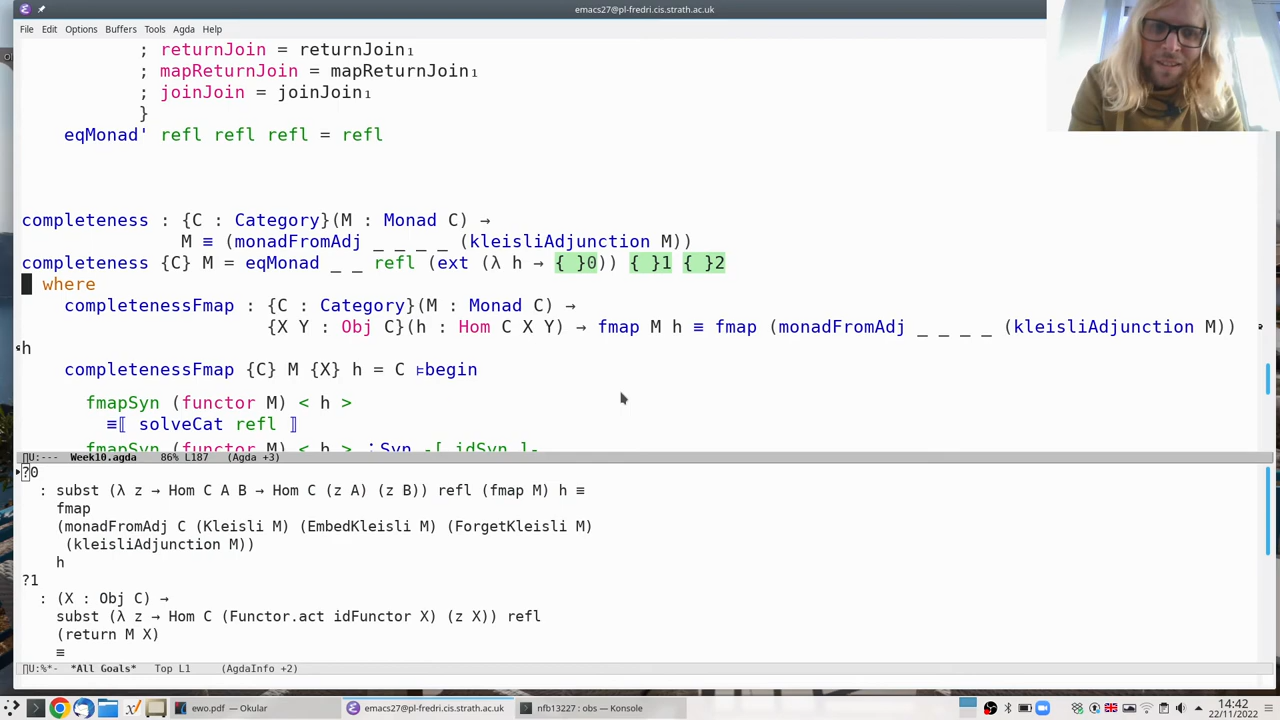 emacs27@pl-fredri.cis.strath.ac.uk
File Edit Options Buffers Tools Agda Help
; returnJoin = returnJoin₁
; mapReturnJoin = mapReturnJoin₁
; joinJoin = joinJoin₁
}
eqMonad' refl refl refl = refl
completeness : {C : Category}(M : Monad C) →
M ≡ (monadFromAdj _ _ _ _ (kleisliAdjunction M))
completeness {C} M = eqMonad _ _ refl (ext (λ h → { }0)) { }1 { }2
where
completenessFmap : {C : Category}(M : Monad C) →
{X Y : Obj C}(h : Hom C X Y) → fmap M h ≡ fmap (monadFromAdj _ _ _ _ (kleisliAdjunction M))
h
completenessFmap {C} M {X} h = C ⊧begin
fmapSyn (functor M) < h >
≡⟦ solveCat refl ⟧
fmapSyn (functor M) < h > ;Syn -[ idSyn ]-
U:--- Week10.agda 86% L187 (Agda +3)
?0
: subst (λ z → Hom C A B → Hom C (z A) (z B)) refl (fmap M) h ≡
fmap
(monadFromAdj C (Kleisli M) (EmbedKleisli M) (ForgetKleisli M)
(kleisliAdjunction M))
h
?1
: (X : Obj C) →
subst (λ z → Hom C (Functor.act idFunctor X) (z X)) refl
(return M X)
≡
U:%*- *All Goals* Top L1 (AgdaInfo +2)
ewo.pdf — Okular
emacs27@pl-fredri.cis.strath.ac.uk
nfb13227 : obs — Konsole
14:42
22/11/2022